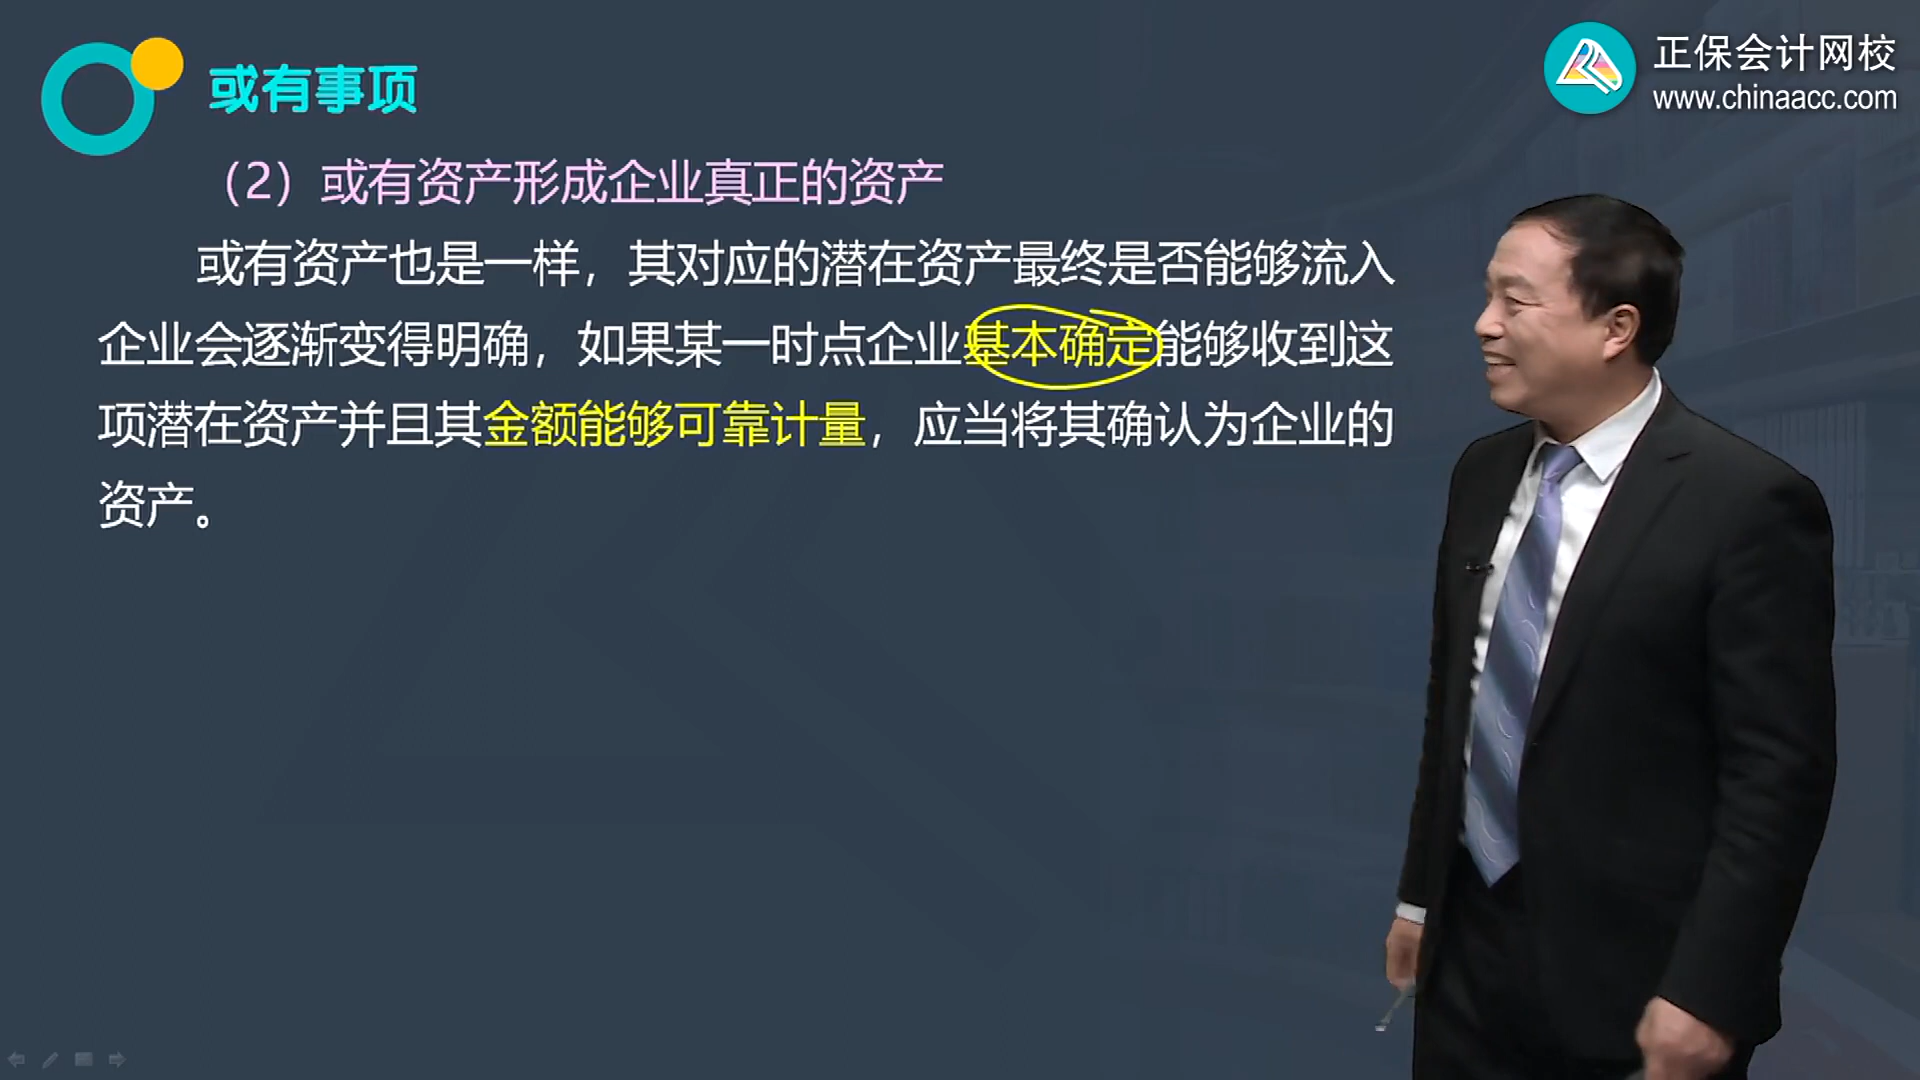 或有事项
正保会计网校
www.chinaacc.com
（2）或有资产形成企业真正的资产
或有资产也是一样，其对应的潜在资产最终是否能够流入
企业会逐渐变得明确，如果某一时点企业基本确定能够收到这
项潜在资产并且其金额能够可靠计量，应当将其确认为企业的
资产。